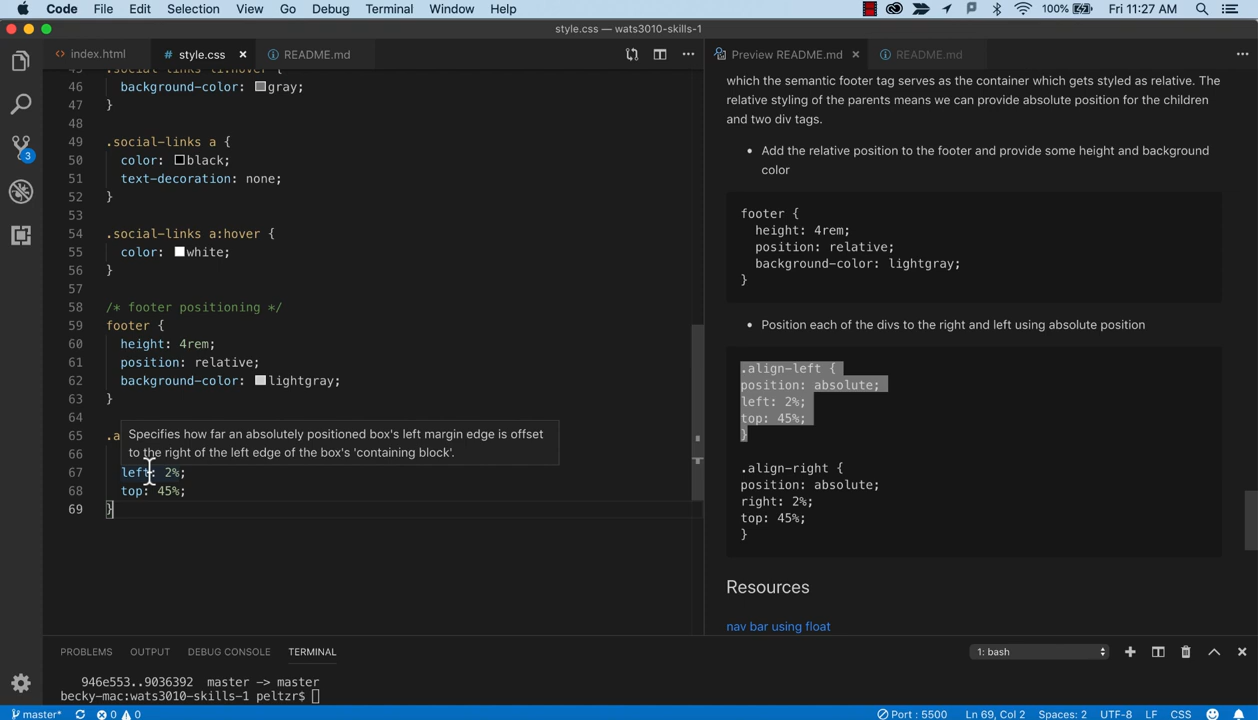 Code File Edit Selection View Go Debug Terminal Window Help 100% Fri 11:27 AM
style.css — wats3010-skills-1
<> index.html # style.css × README.md ••• Preview README.md × README.md •••
45 .social-links li:hover {
46 background-color: gray;
47 }
48
49 .social-links a {
50 color: black;
51 text-decoration: none;
52 }
53
54 .social-links a:hover {
55 color: white;
56 }
57
58 /* footer positioning */
59 footer {
60 height: 4rem;
61 position: relative;
62 background-color: lightgray;
63 }
64
65 .a
Specifies how far an absolutely positioned box's left margin edge is offset
66
to the right of the left edge of the box's 'containing block'.
67 left: 2%;
68 top: 45%;
69 }
3
which the semantic footer tag serves as the container which gets styled as relative. The
relative styling of the parents means we can provide absolute position for the children
and two div tags.
• Add the relative position to the footer and provide some height and background
color
footer {
height: 4rem;
position: relative;
background-color: lightgray;
}
• Position each of the divs to the right and left using absolute position
.align-left {
position: absolute;
left: 2%;
top: 45%;
}
.align-right {
position: absolute;
right: 2%;
top: 45%;
}
Resources
nav bar using float
PROBLEMS OUTPUT DEBUG CONSOLE TERMINAL 1: bash
946e553..9036392 master -> master
becky-mac:wats3010-skills-1 peltzr$
master* 0 0 Port : 5500 Ln 69, Col 2 Spaces: 2 UTF-8 LF CSS